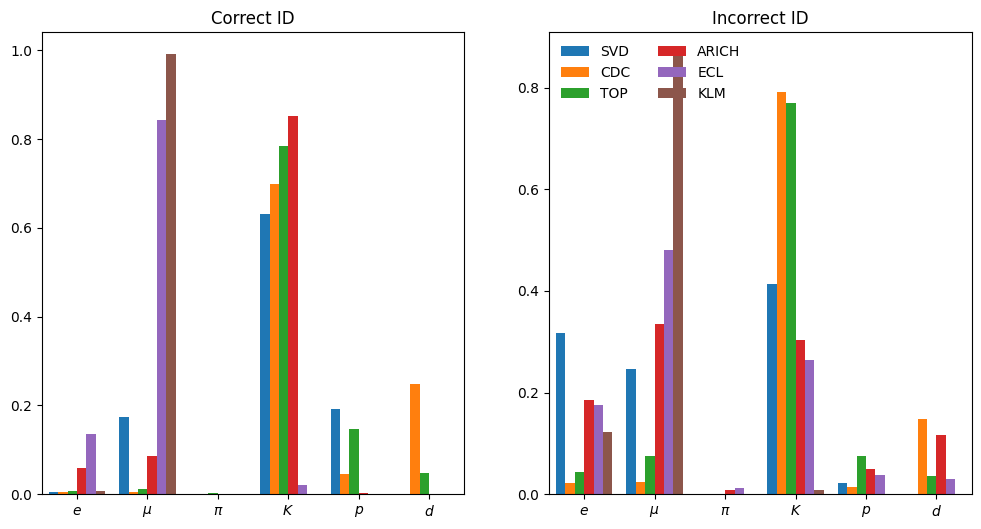 Correct ID
Incorrect ID
1.0
0.8
0.6
0.4
0.2
0.0
e μ π K p d
SVD
CDC
TOP
ARICH
ECL
KLM
0.8
0.6
0.4
0.2
0.0
e μ π K p d